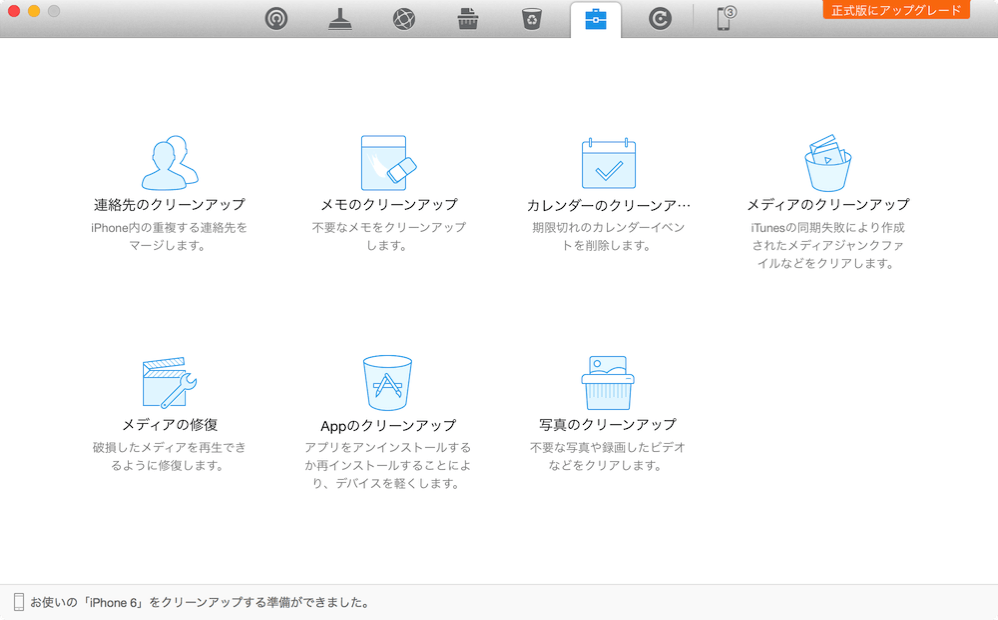 正式版にアップグレード
3
連絡先のクリーンアップ
iPhone内の重複する連絡先を
マージします。
メモのクリーンアップ
不要なメモをクリーンアップ
します。
カレンダーのクリーンア…
期限切れのカレンダーイベン
トを削除します。
メディアのクリーンアップ
iTunesの同期失敗により作成
されたメディアジャンクファ
イルなどをクリアします。
メディアの修復
破損したメディアを再生でき
るように修復します。
Appのクリーンアップ
アプリをアンインストールする
か再インストールすることによ
り、デバイスを軽くします。
写真のクリーンアップ
不要な写真や録画したビデオ
などをクリアします。
お使いの「iPhone 6」をクリーンアップする準備ができました。